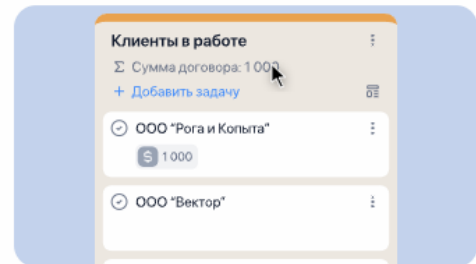 Клиенты в работе
Σ Сумма договора: 1 000
+ Добавить задачу
ООО "Рога и Копыта"
$ 1 000
ООО "Вектор"